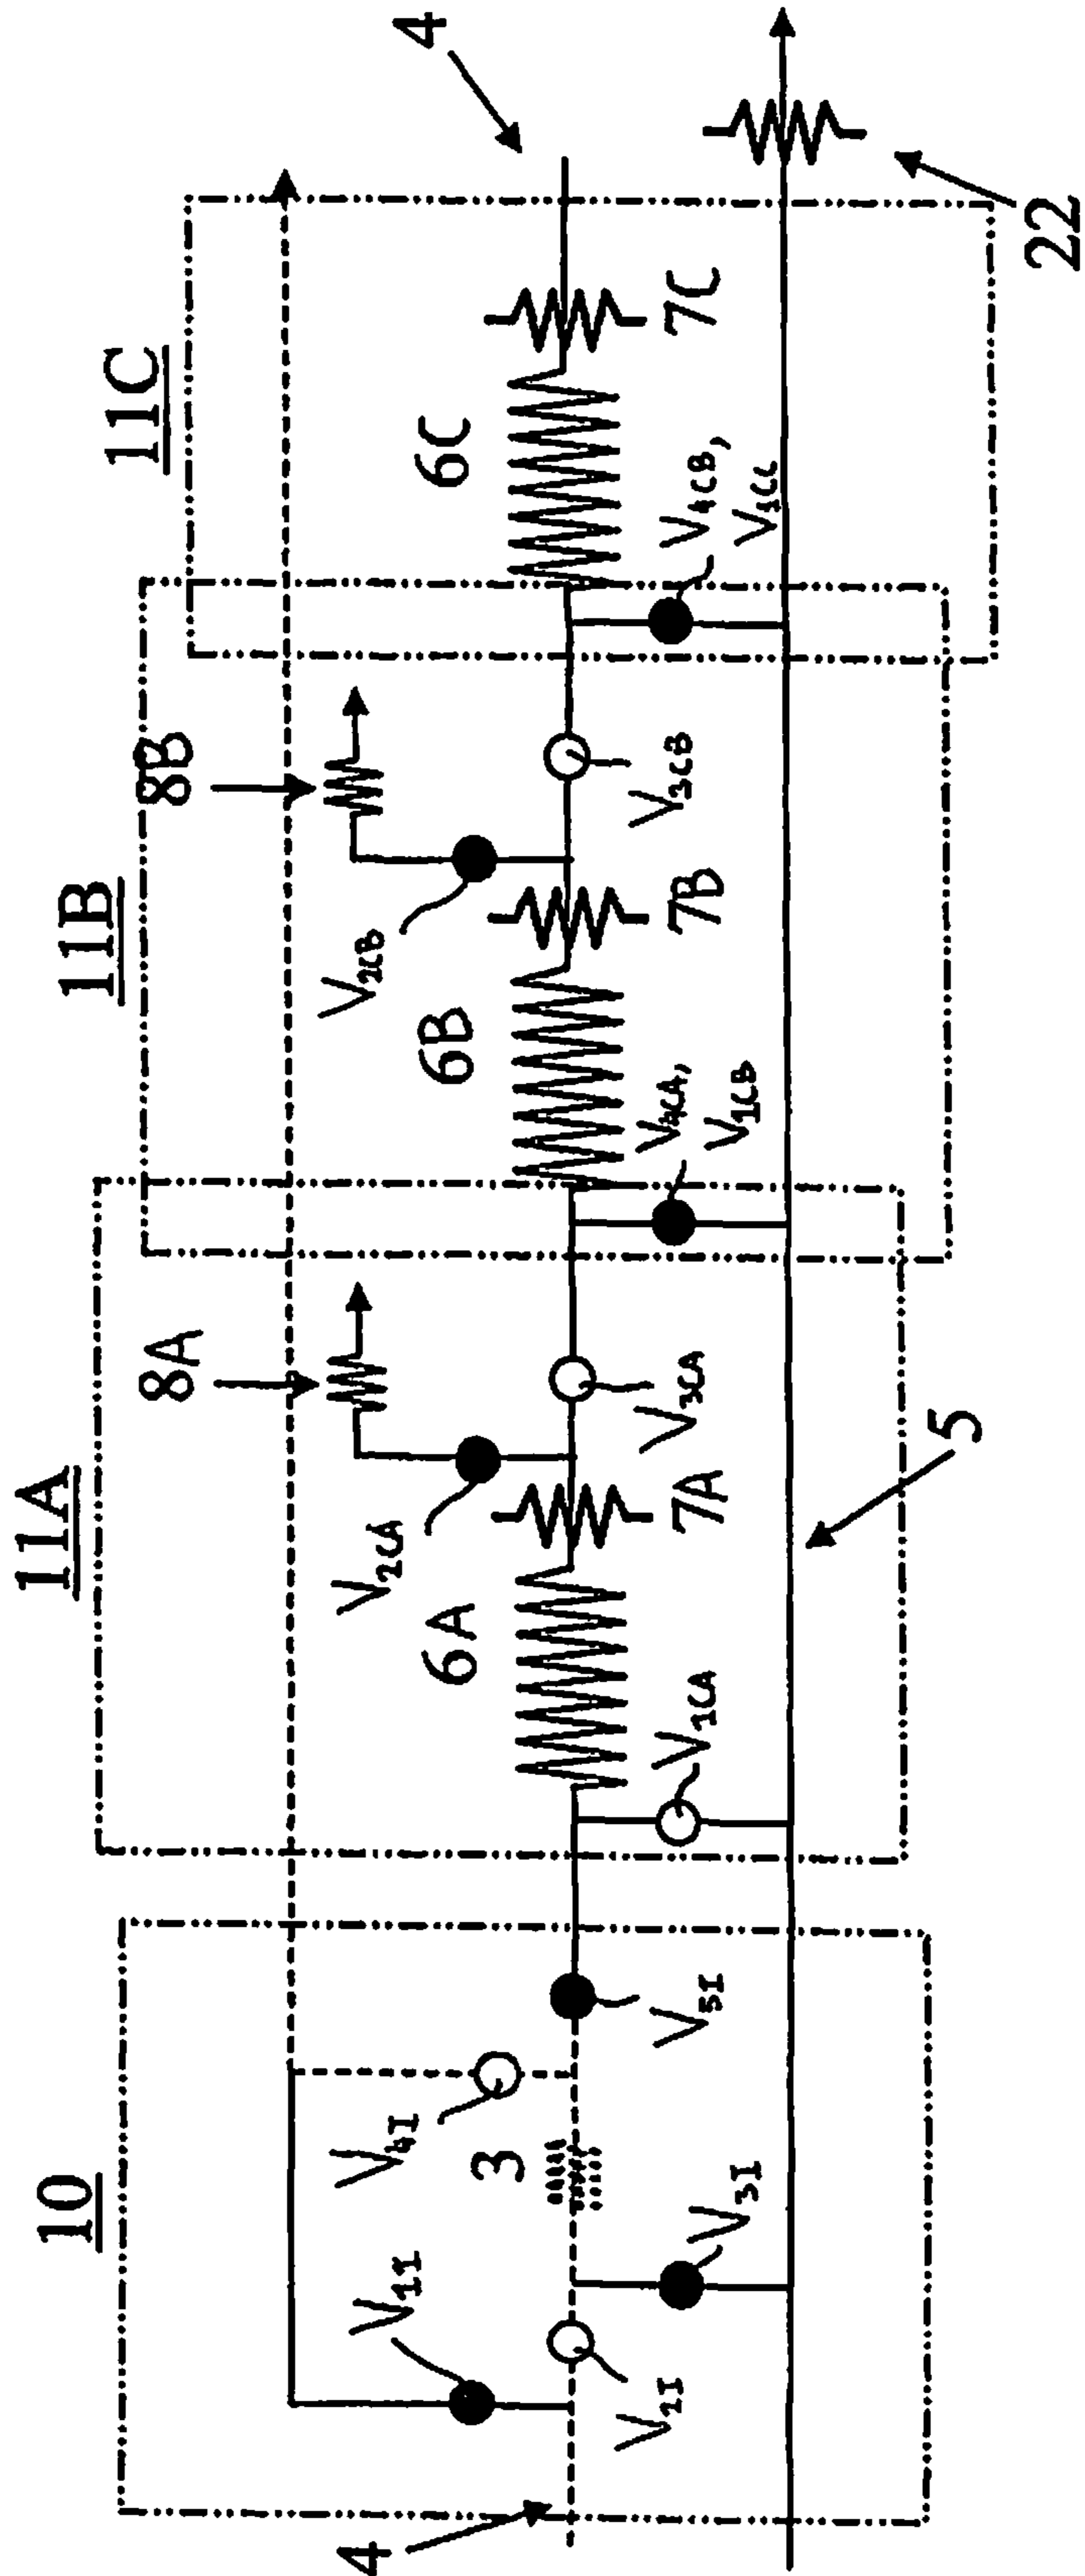 10
11A
11B
11C
4
V11
V2I
V3I
3
V4I
V5I
V1CA
6A
7A
V2CA
8A
V3CA
V4CA,
V1CB
6B
7B
V2CB
8B
V3CB
V4CB,
V1CC
6C
7C
4
5
22